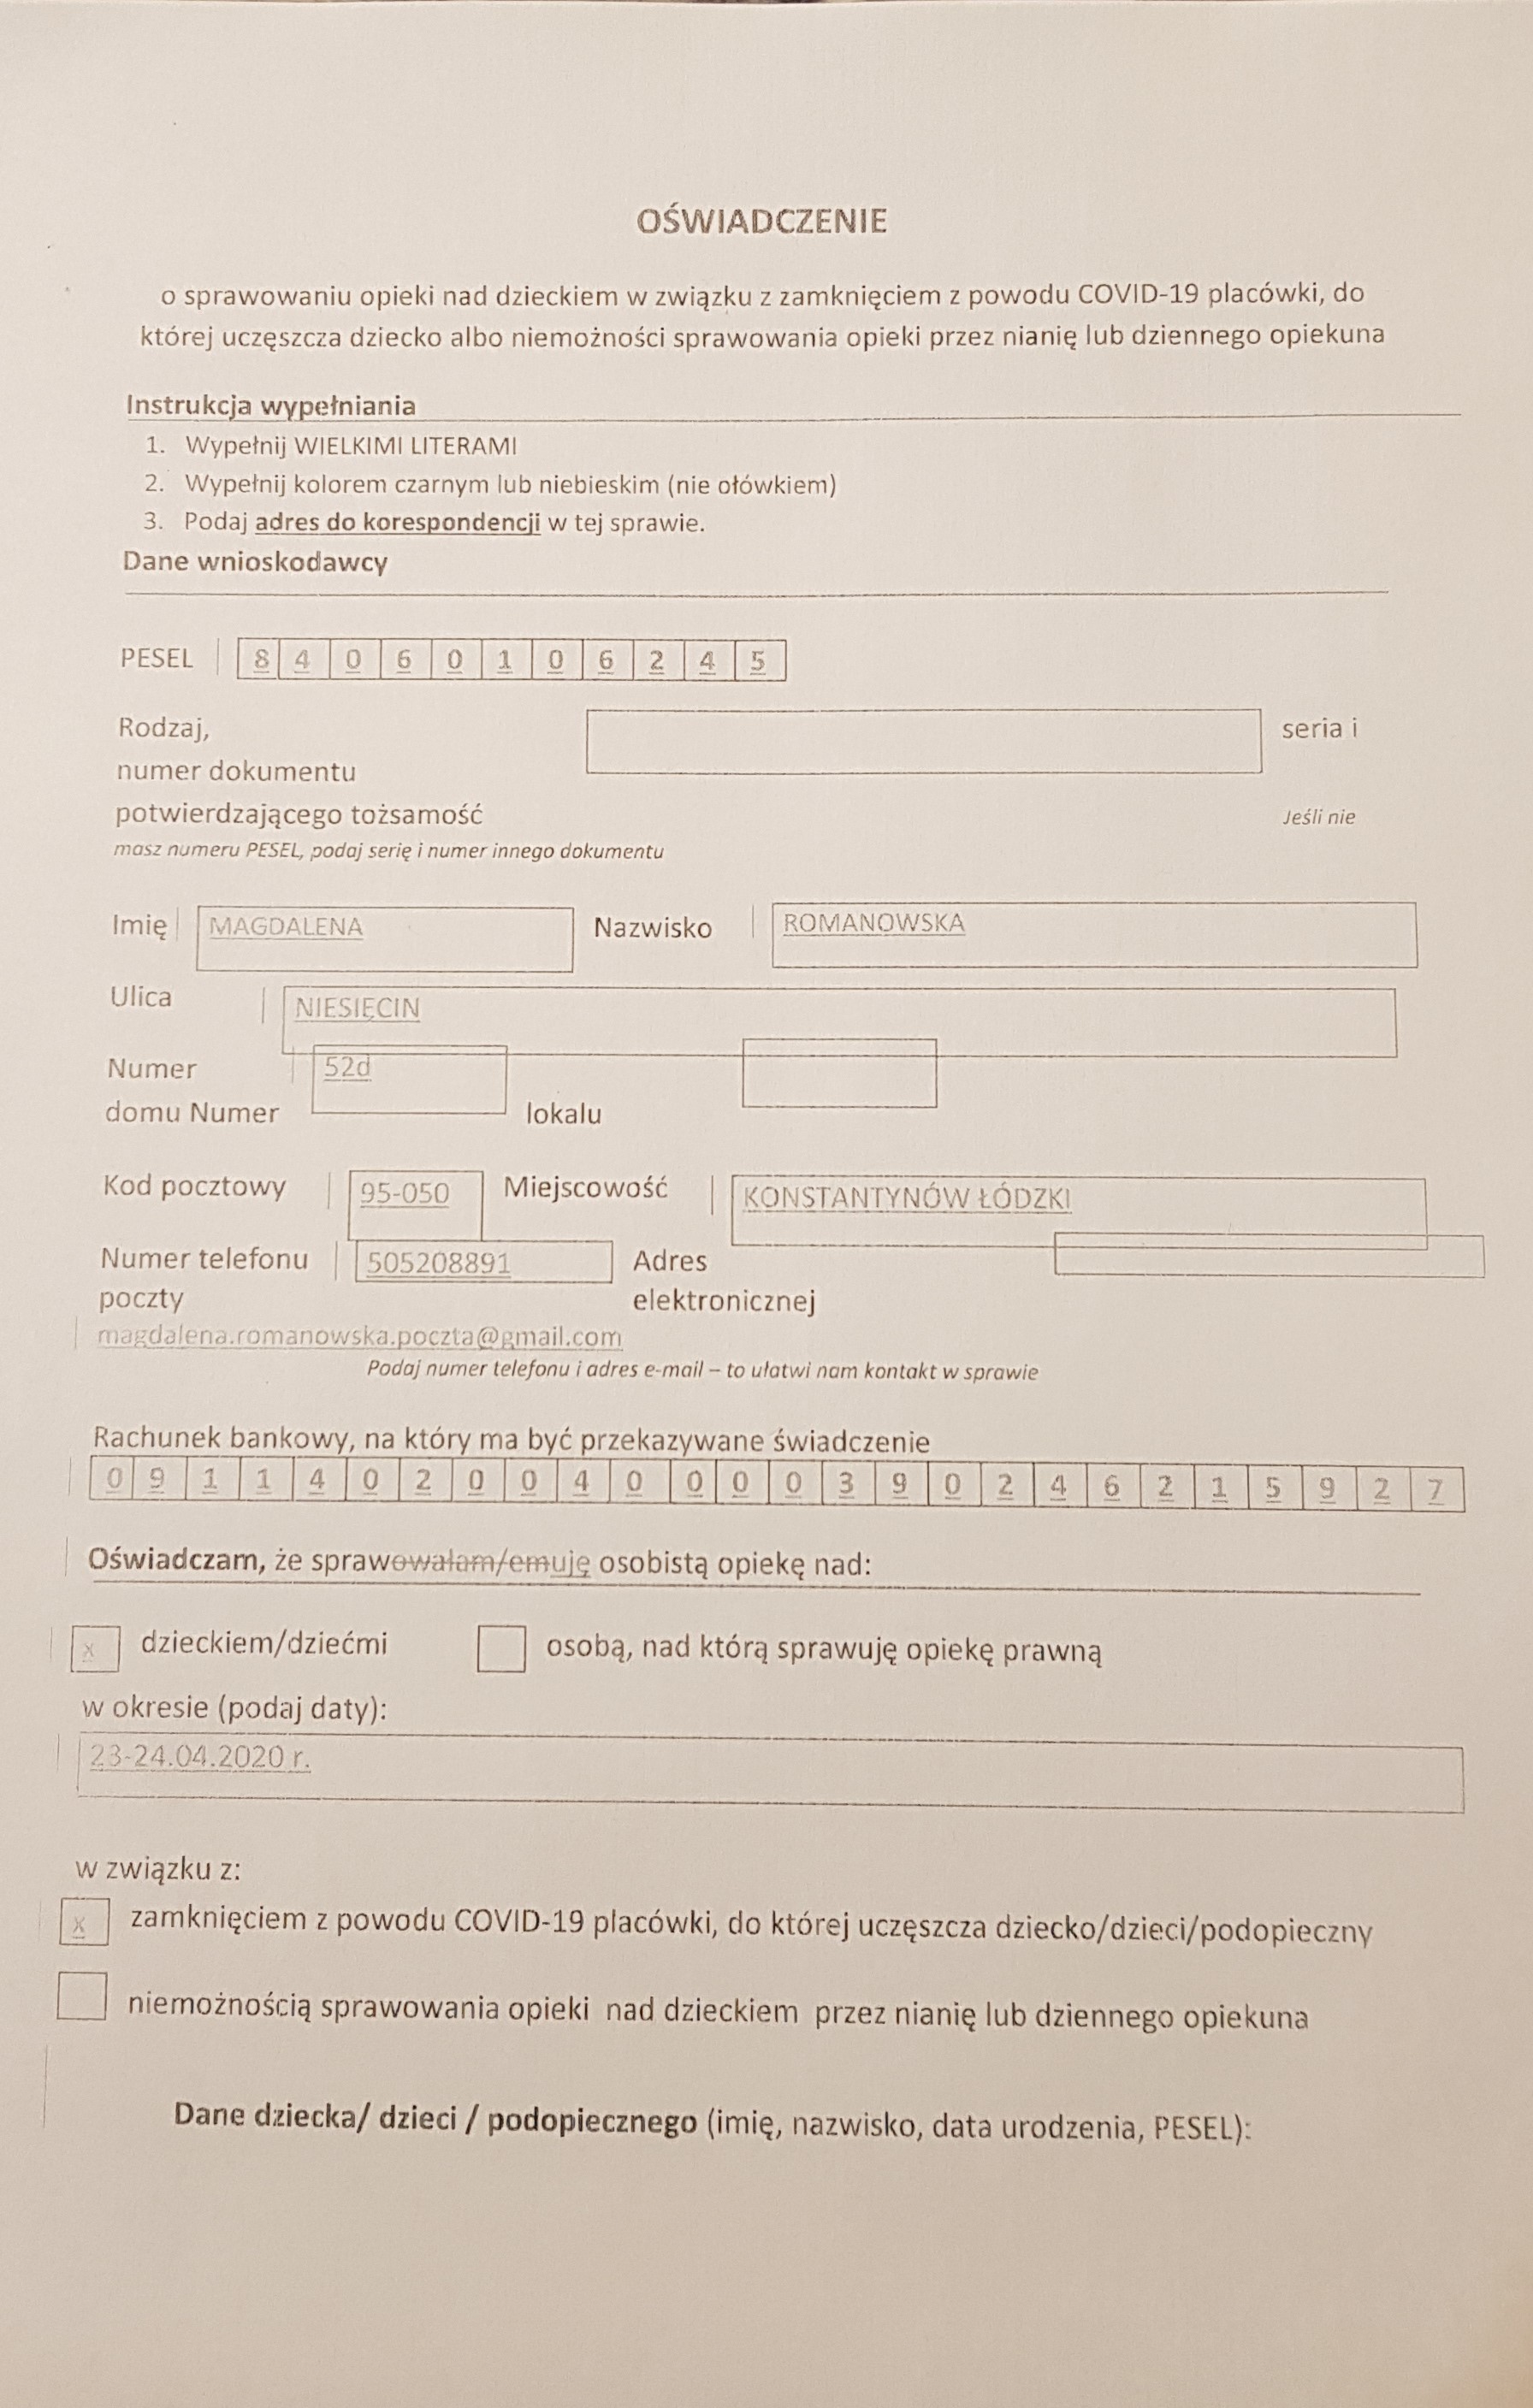 OŚWIADCZENIE
o sprawowaniu opieki nad dzieckiem w związku z zamknięciem z powodu COVID-19 placówki, do
której uczęszcza dziecko albo niemożności sprawowania opieki przez nianię lub dziennego opiekuna
Instrukcja wypełniania
1. Wypełnij WIELKIMI LITERAMI
2. Wypełnij kolorem czarnym lub niebieskim (nie ołówkiem)
3. Podaj adres do korespondencji w tej sprawie.
Dane wnioskodawcy
PESEL 8 4 0 6 0 1 0 6 2 4 5
Rodzaj, seria i
numer dokumentu
potwierdzającego tożsamość Jeśli nie
masz numeru PESEL, podaj serię i numer innego dokumentu
Imię MAGDALENA Nazwisko ROMANOWSKA
Ulica NIESIĘCIN
Numer 52d
domu Numer lokalu
Kod pocztowy 95-050 Miejscowość KONSTANTYNÓW ŁÓDZKI
Numer telefonu 505208891 Adres
poczty elektronicznej
magdalena.romanowska.poczta@gmail.com
Podaj numer telefonu i adres e-mail – to ułatwi nam kontakt w sprawie
Rachunek bankowy, na który ma być przekazywane świadczenie
0 9 1 1 4 0 2 0 0 4 0 0 0 0 3 9 0 2 4 6 2 1 5 9 2 7
Oświadczam, że sprawowałam/emuję osobistą opiekę nad:
x dzieckiem/dziećmi osobą, nad którą sprawuję opiekę prawną
w okresie (podaj daty):
23-24.04.2020 r.
w związku z:
x zamknięciem z powodu COVID-19 placówki, do której uczęszcza dziecko/dzieci/podopieczny
niemożnością sprawowania opieki nad dzieckiem przez nianię lub dziennego opiekuna
Dane dziecka/ dzieci / podopiecznego (imię, nazwisko, data urodzenia, PESEL):